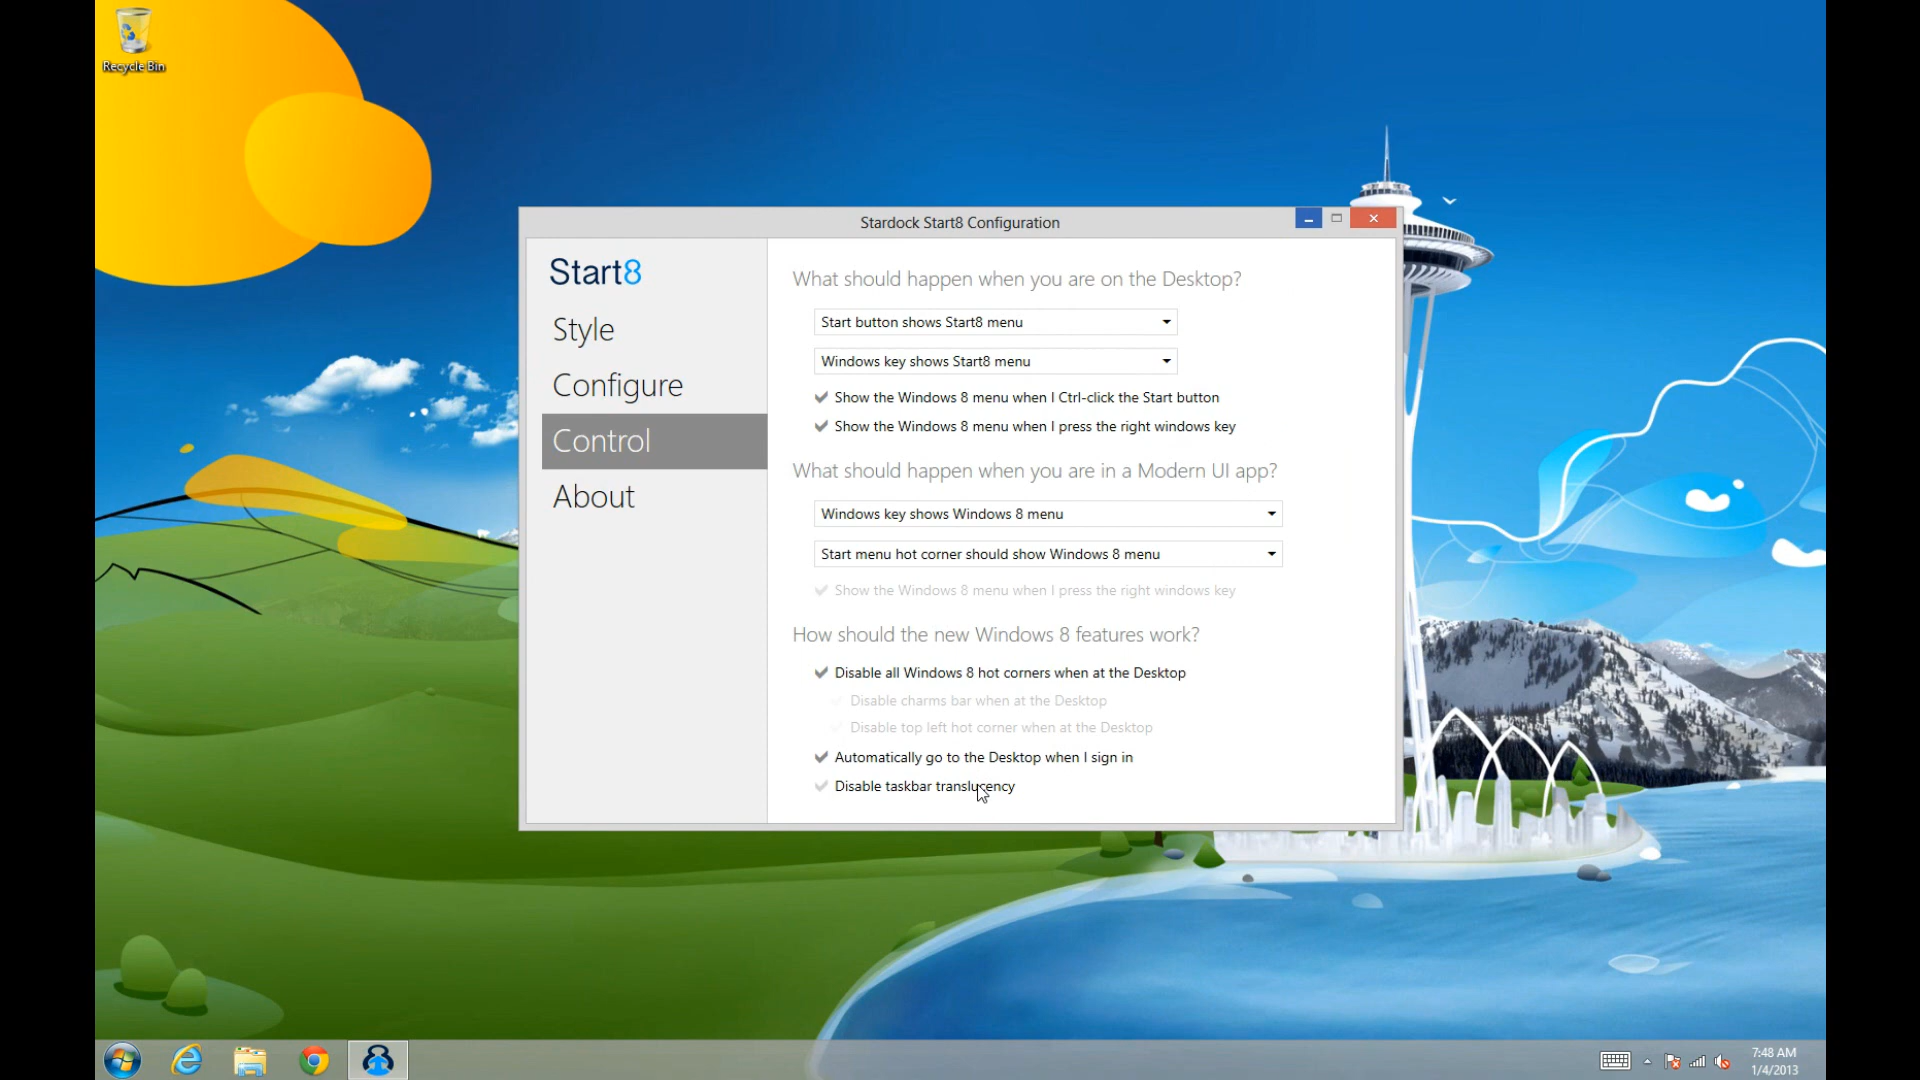 Recycle Bin
Stardock Start8 Configuration
Start8
Style
Configure
Control
About
What should happen when you are on the Desktop?
Start button shows Start8 menu
Windows key shows Start8 menu
Show the Windows 8 menu when I Ctrl-click the Start button
Show the Windows 8 menu when I press the right windows key
What should happen when you are in a Modern UI app?
Windows key shows Windows 8 menu
Start menu hot corner should show Windows 8 menu
Show the Windows 8 menu when I press the right windows key
How should the new Windows 8 features work?
Disable all Windows 8 hot corners when at the Desktop
Disable charms bar when at the Desktop
Disable top left hot corner when at the Desktop
Automatically go to the Desktop when I sign in
Disable taskbar translucency
7:48 AM
1/4/2013